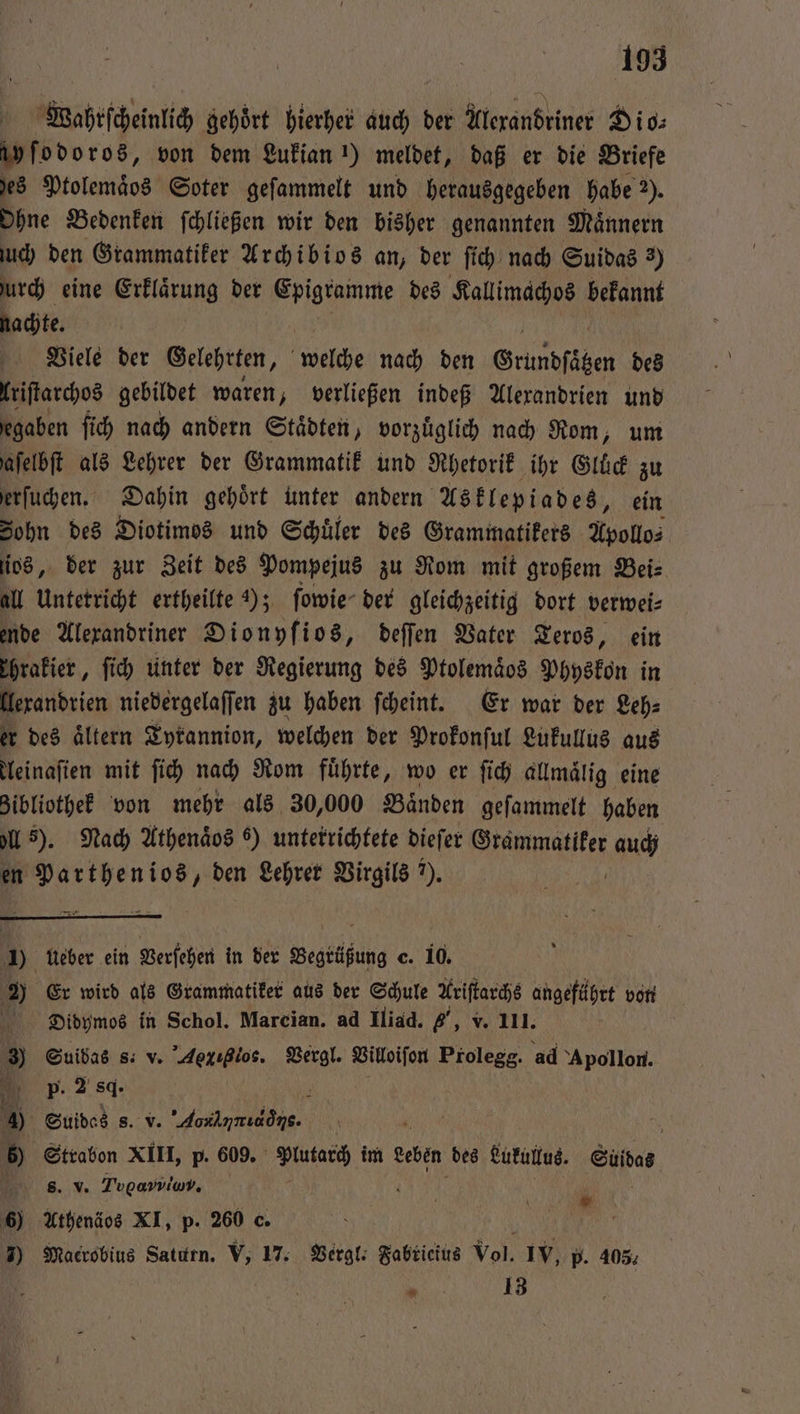 193
Wahrſcheinlich gehört hierher auch der Alexandriner Dio⸗
yſodoros, von dem Lukian 1) meldet, daß er die Briefe
es Ptolemäos Soter geſammelt und herausgegeben habe 2).
Ohne Bedenken ſchließen wir den bisher genannten Männern
uch den Grammatiker Archibios an, der ſich nach Suidas 3)
urch eine Erklärung der Epigramme des Kallimachos bekannt
nachte.
Viele der Gelehrten, welche nach den Grundſätzen des
Ariſtarchos gebildet waren, verließen indeß Alexandrien und
egaben ſich nach andern Städten, vorzüglich nach Rom, um
aſelbſt als Lehrer der Grammatik und Rhetorik ihr Glück zu
erſuchen. Dahin gehört unter andern Asklepiades, ein
Sohn des Diotimos und Schüler des Grammatikers Apollo⸗
ios, der zur Zeit des Pompejus zu Rom mit großem Bei⸗
all Unterricht ertheilte 4); ſowie der gleichzeitig dort verwei⸗
ende Alexandriner Dionyſios, deſſen Vater Teros, ein
Thrakier, ſich unter der Regierung des Ptolemäos Physkon in
Alexandrien niedergelaſſen zu haben ſcheint. Er war der Leh⸗
er des ältern Tyrannion, welchen der Prokonſul Lukullus aus
Kleinaſien mit ſich nach Rom führte, wo er ſich allmälig eine
Bibliothek von mehr als 30,000 Bänden geſammelt haben
oll 5). Nach Athenäos 6) unterrichtete dieſer Grammatiker auch
en Parthenios, den Lehrer Virgils 7).
1) Ueber ein Verſehen in der Begrüßung c. 10.
2) Er wird als Grammatiker aus der Schule Ariſtarchs angeführt von
Didymos in Schol. Marcian. ad Iliad. β', v. 111.
3) Suidas s. v. Ἀρχιβιος. Vergl. Villoiſon Prolegg. ad Apollon.
p. 2 sq.
4) Suidas s. v. Ἀσκληπιάδης.
5) Strabon XIII, p. 609. Plutarch im Leben des Lukullus. Suidas
s. v. Τυραννίων.
6) Athenäos XI, p. 260 c.
7) Macrobius Saturn. V, 17. Vergl. Fabricius Vol. IV, p. 405.
13